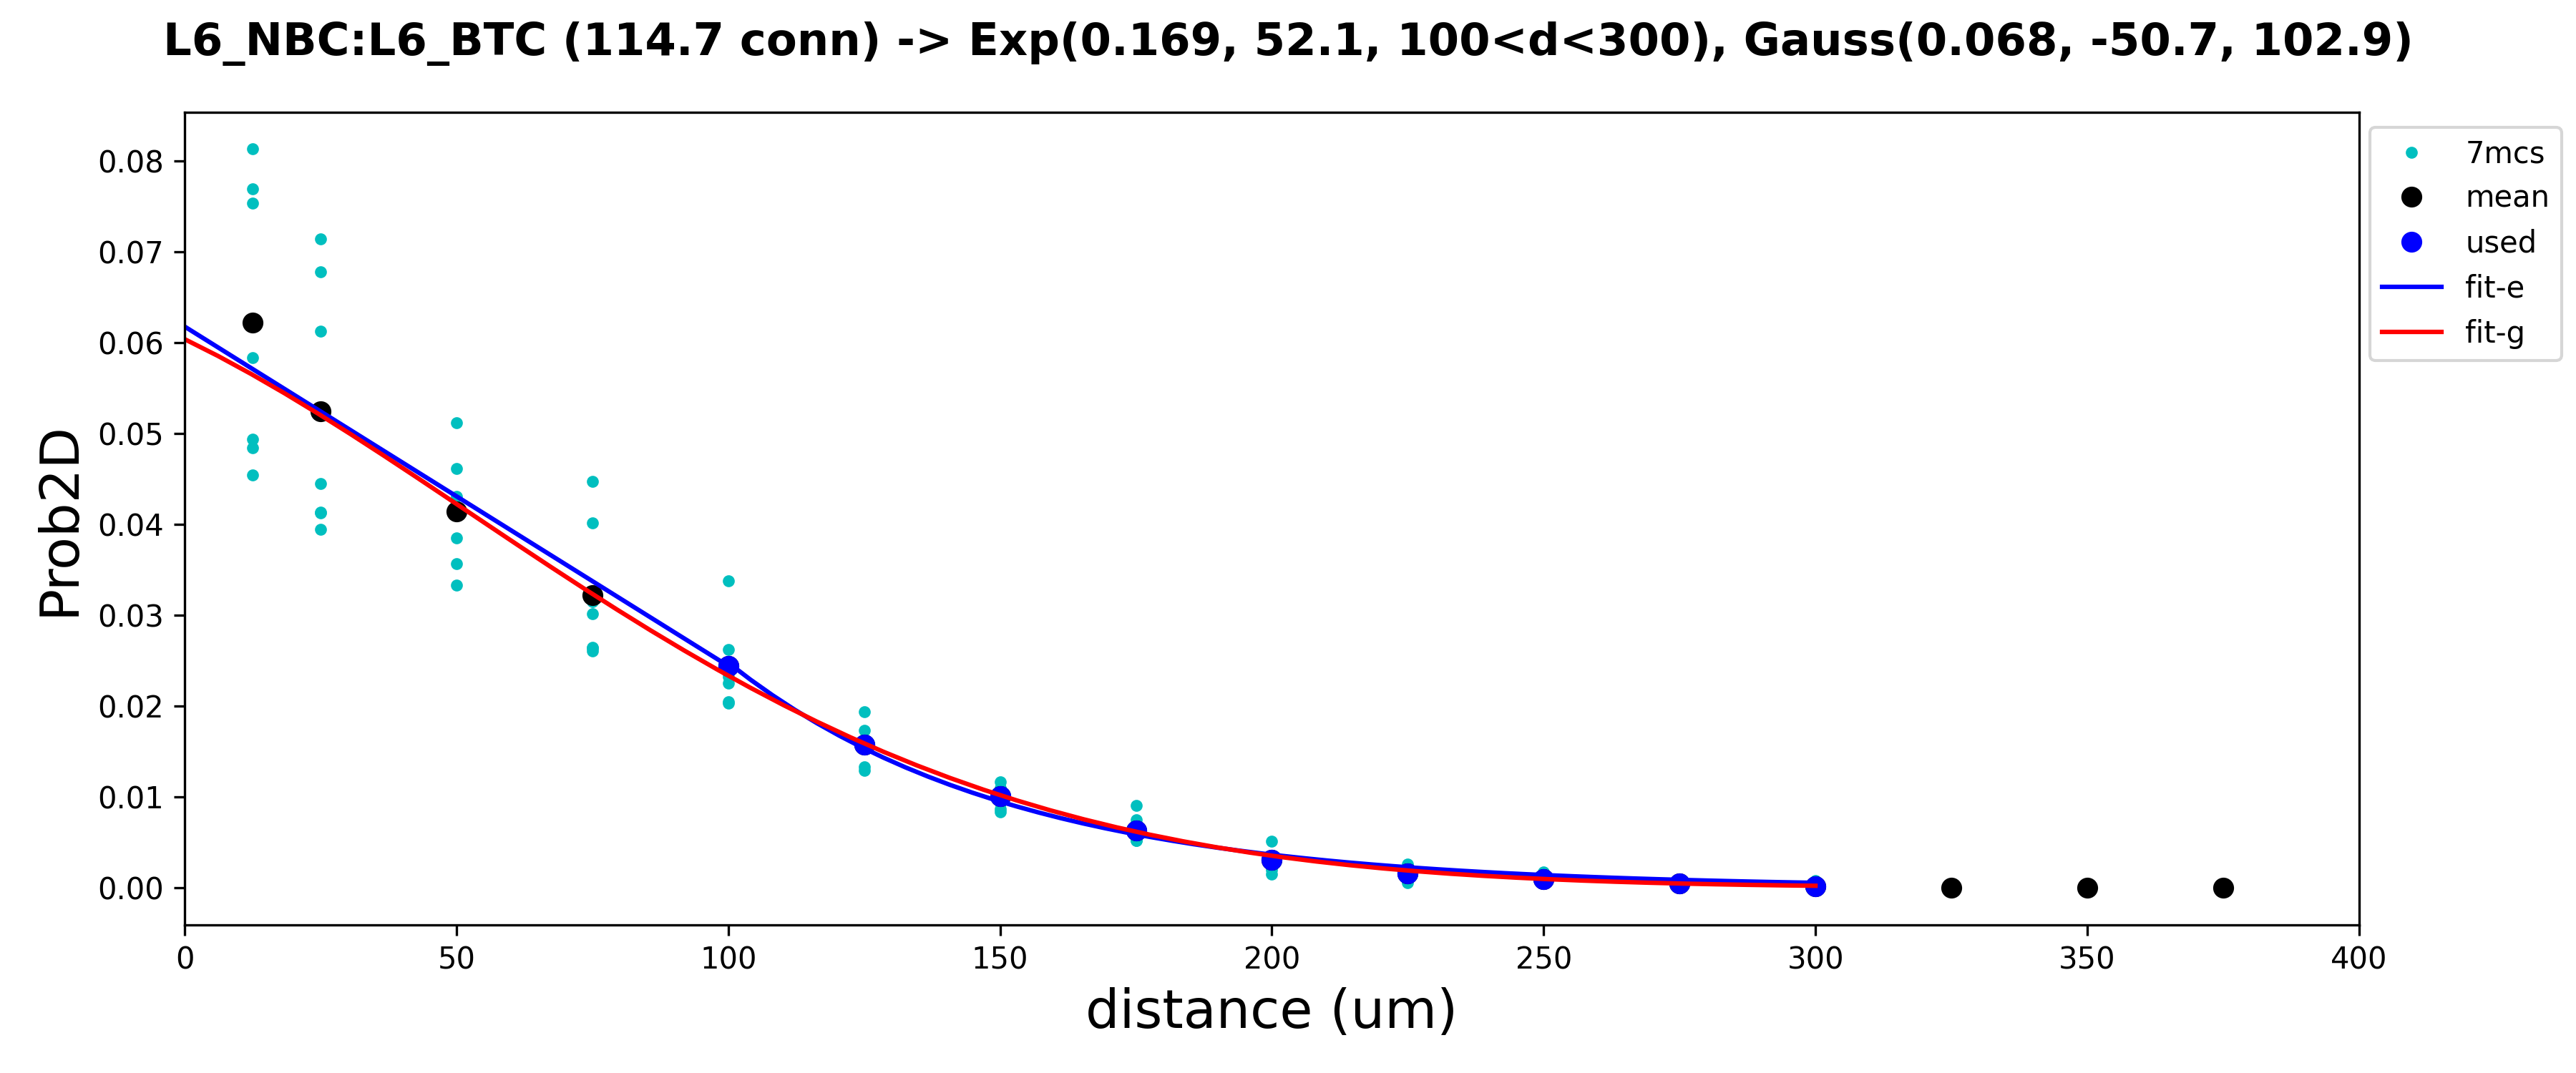 L6_NBC:L6_BTC (114.7 conn) -> Exp(0.169, 52.1, 100<d<300), Gauss(0.068, -50.7, 102.9)
0.08
0.07
0.06
0.05
0.04
0.03
0.02
0.01
0.00
Prob2D
0 50 100 150 200 250 300 350 400
distance (um)
7mcs
mean
used
fit-e
fit-g